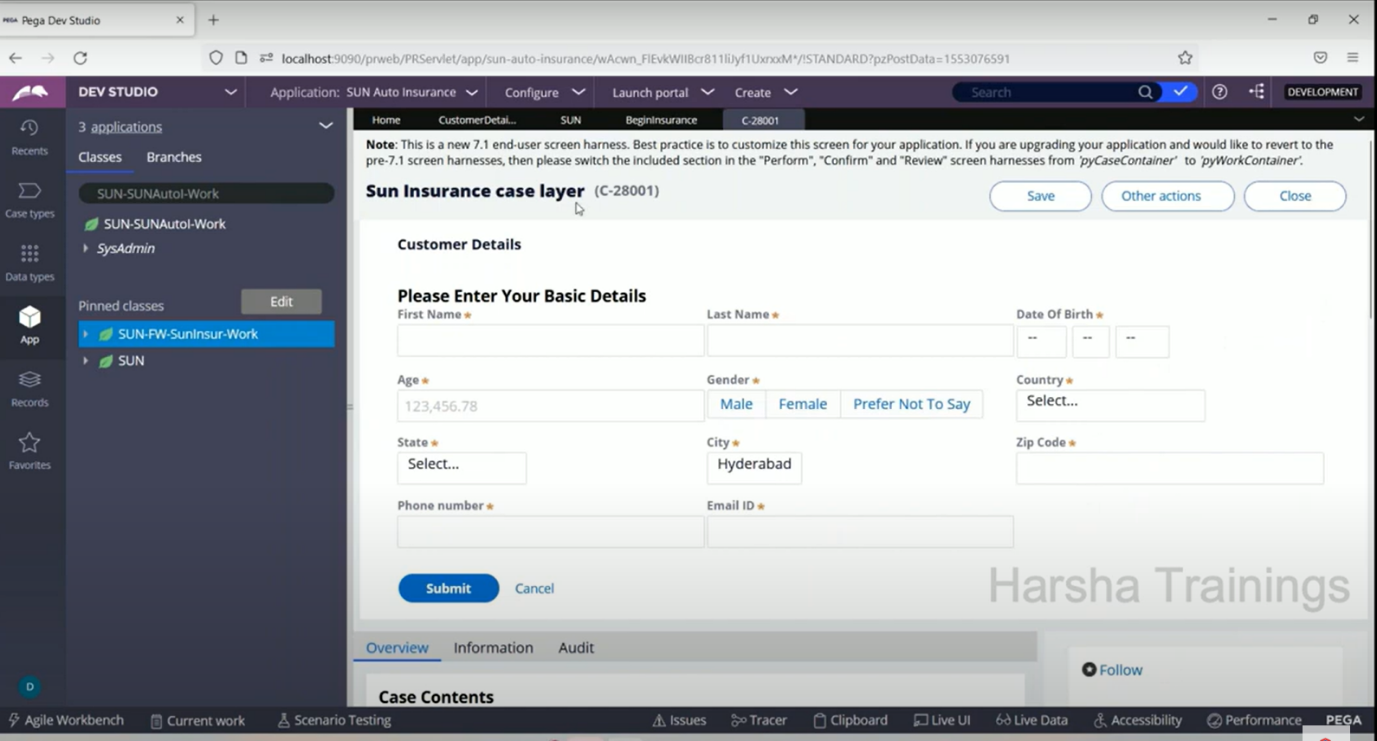 PEGA Pega Dev Studio
localhost:9090/prweb/PRServlet/app/sun-auto-insurance/
DEV STUDIO Application: SUN Auto Insurance Configure Launch portal Create Search DEVELOPMENT
Recents
Case types
Data types
App
Records
Favorites
D
3 applications
Classes Branches
SUN-SUNAutoI-Work
SUN-SUNAutoI-Work
SysAdmin
Pinned classes Edit
SUN-FW-SunInsur-Work
SUN
Home CustomerDetai... SUN BeginInsurance C-28001
Note: This is a new 7.1 end-user screen harness. Best practice is to customize this screen for your application. If you are upgrading your application and would like to revert to the
pre-7.1 screen harnesses, then please switch the included section in the "Perform", "Confirm" and "Review" screen harnesses from 'pyCaseContainer' to 'pyWorkContainer'.
Sun Insurance case layer (C-28001) Save Other actions Close
Customer Details
Please Enter Your Basic Details
First Name * Last Name * Date Of Birth *
-- -- --
Age * Gender * Country *
123,456.78 Male Female Prefer Not To Say Select...
State * City * Zip Code *
Select... Hyderabad
Phone number * Email ID *
Submit Cancel
Harsha Trainings
Overview Information Audit
Follow
Case Contents
Agile Workbench Current work Scenario Testing Issues Tracer Clipboard Live UI Live Data Accessibility Performance PEGA